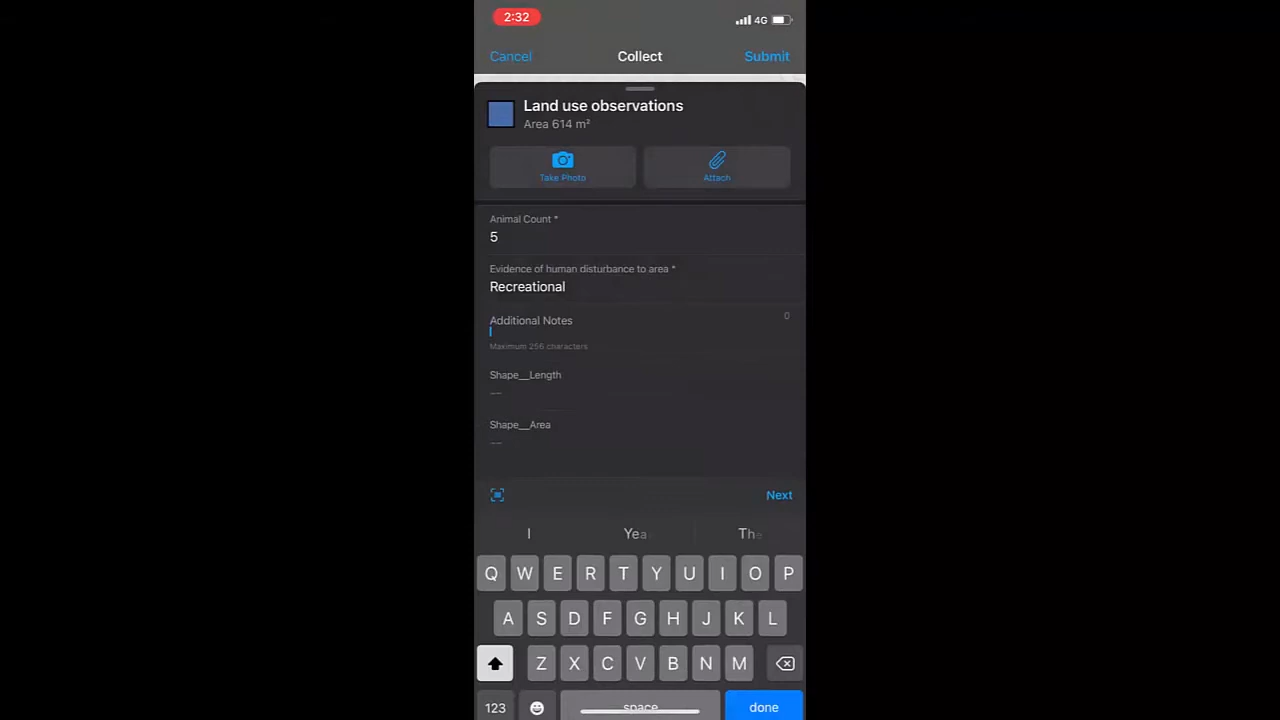 2:32
4G
Cancel Collect Submit
Land use observations
Area 614 m²
Take Photo Attach
Animal Count *
5
Evidence of human disturbance to area *
Recreational
Additional Notes 0
Maximum 256 characters
Shape__Length
—
Shape__Area
—
Next
I Yea The
Q W E R T Y U I O P
A S D F G H J K L
Z X C V B N M
123 space done